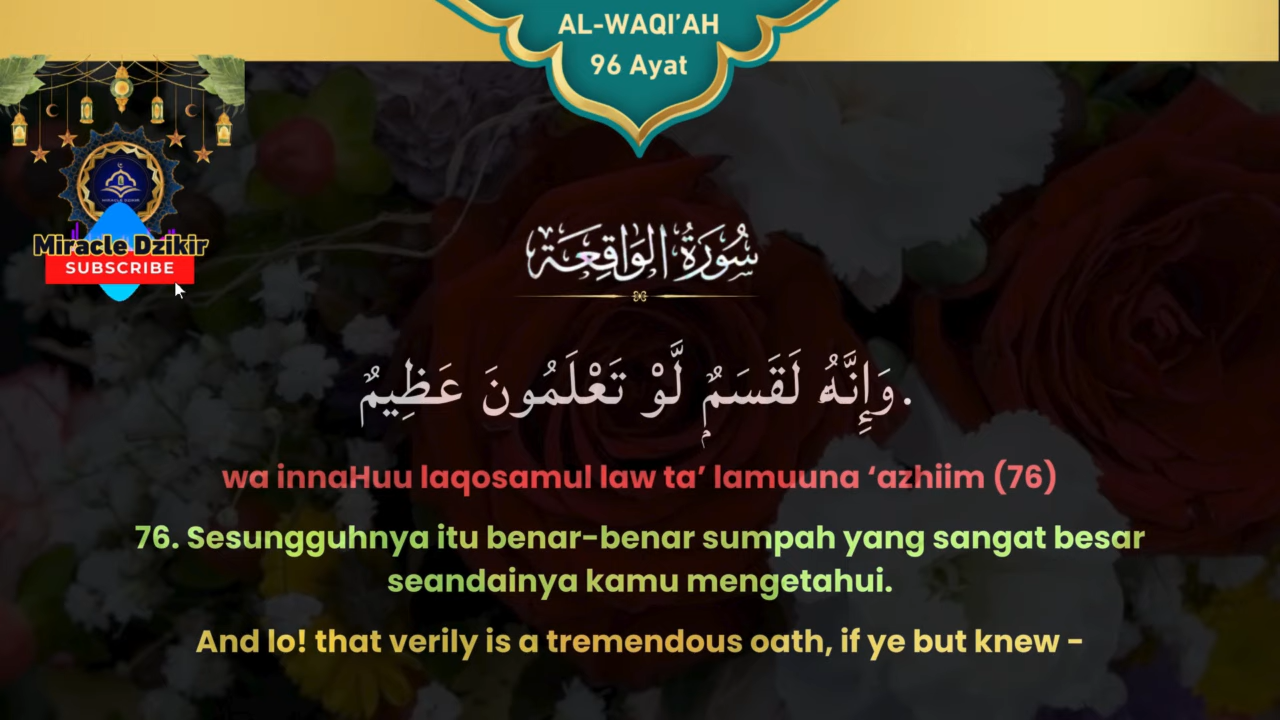 AL-WAQI’AH
96 Ayat
Miracle Dzikir
SUBSCRIBE
سُورَةُ الوَاقِعَة
وَإِنَّهُۥ لَقَسَمٌۭ لَّوْ تَعْلَمُونَ عَظِيمٌ.
wa innaHuu laqosamul law ta’ lamuuna ‘azhiim (76)
76. Sesungguhnya itu benar-benar sumpah yang sangat besar
seandainya kamu mengetahui.
And lo! that verily is a tremendous oath, if ye but knew -